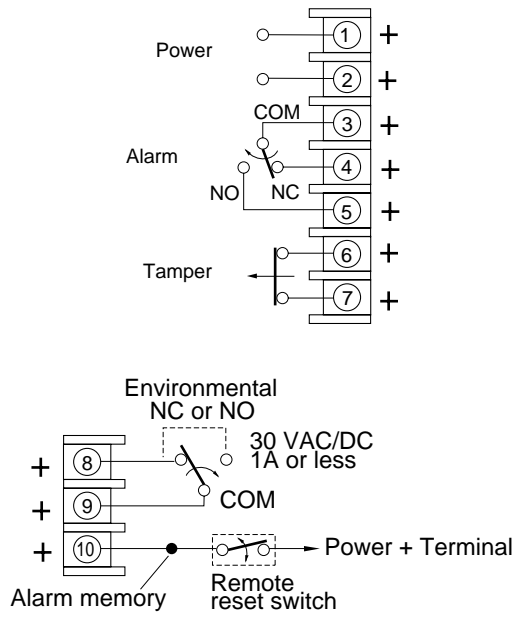 Power
1 +
2 +
COM
3 +
Alarm
4 +
NO NC
5 +
6 +
Tamper
7 +
Environmental
NC or NO
30 VAC/DC
1A or less
+ 8
+ 9
COM
+ 10
Power + Terminal
Alarm memory
Remote
reset switch